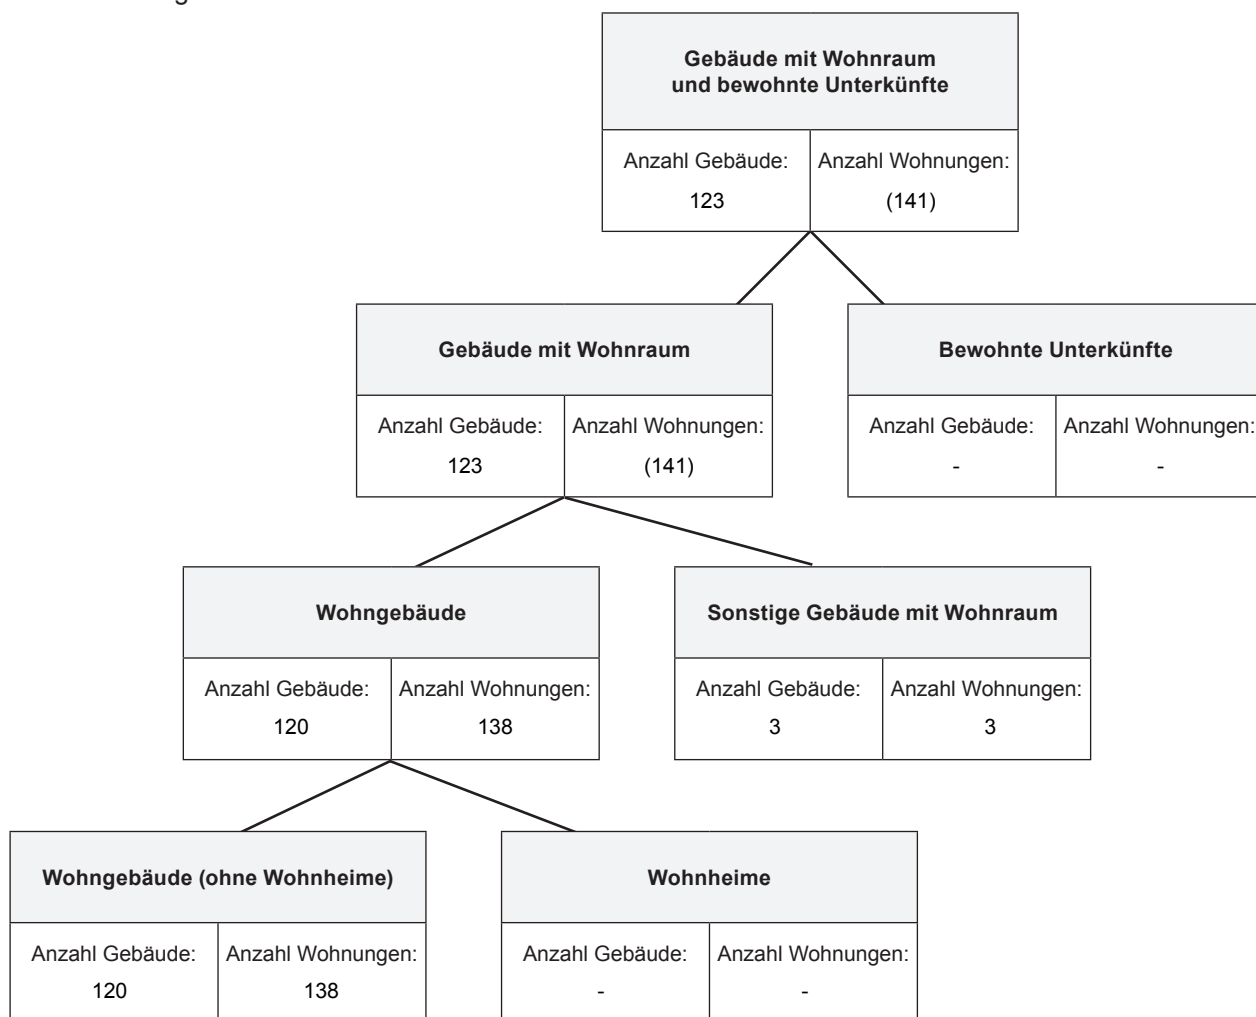 Gebäude mit Wohnraum
und bewohnte Unterkünfte
Anzahl Gebäude: Anzahl Wohnungen:
123 (141)
Gebäude mit Wohnraum Bewohnte Unterkünfte
Anzahl Gebäude: Anzahl Wohnungen: Anzahl Gebäude: Anzahl Wohnungen:
123 (141) - -
Wohngebäude Sonstige Gebäude mit Wohnraum
Anzahl Gebäude: Anzahl Wohnungen: Anzahl Gebäude: Anzahl Wohnungen:
120 138 3 3
Wohngebäude (ohne Wohnheime) Wohnheime
Anzahl Gebäude: Anzahl Wohnungen: Anzahl Gebäude: Anzahl Wohnungen:
120 138 - -